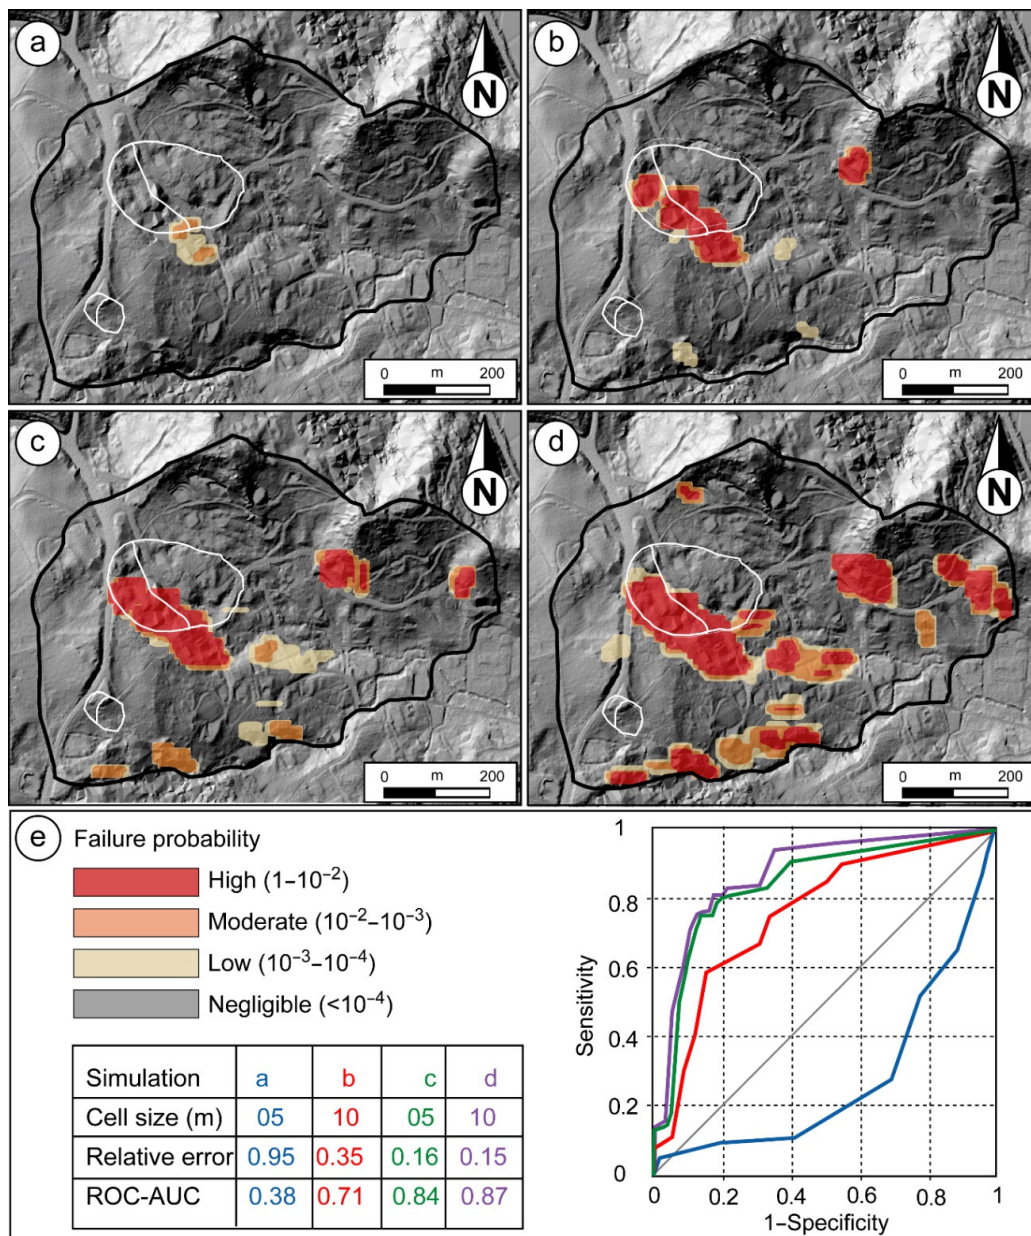 a
N
0 m 200
b
N
0 m 200
c
N
0 m 200
d
N
0 m 200
e Failure probability
High (1–10⁻²)
Moderate (10⁻²–10⁻³)
Low (10⁻³–10⁻⁴)
Negligible (<10⁻⁴)
Simulation a b c d
Cell size (m) 05 10 05 10
Relative error 0.95 0.35 0.16 0.15
ROC-AUC 0.38 0.71 0.84 0.87
Sensitivity
1
0.8
0.6
0.4
0.2
0
0 0.2 0.4 0.6 0.8 1
1–Specificity